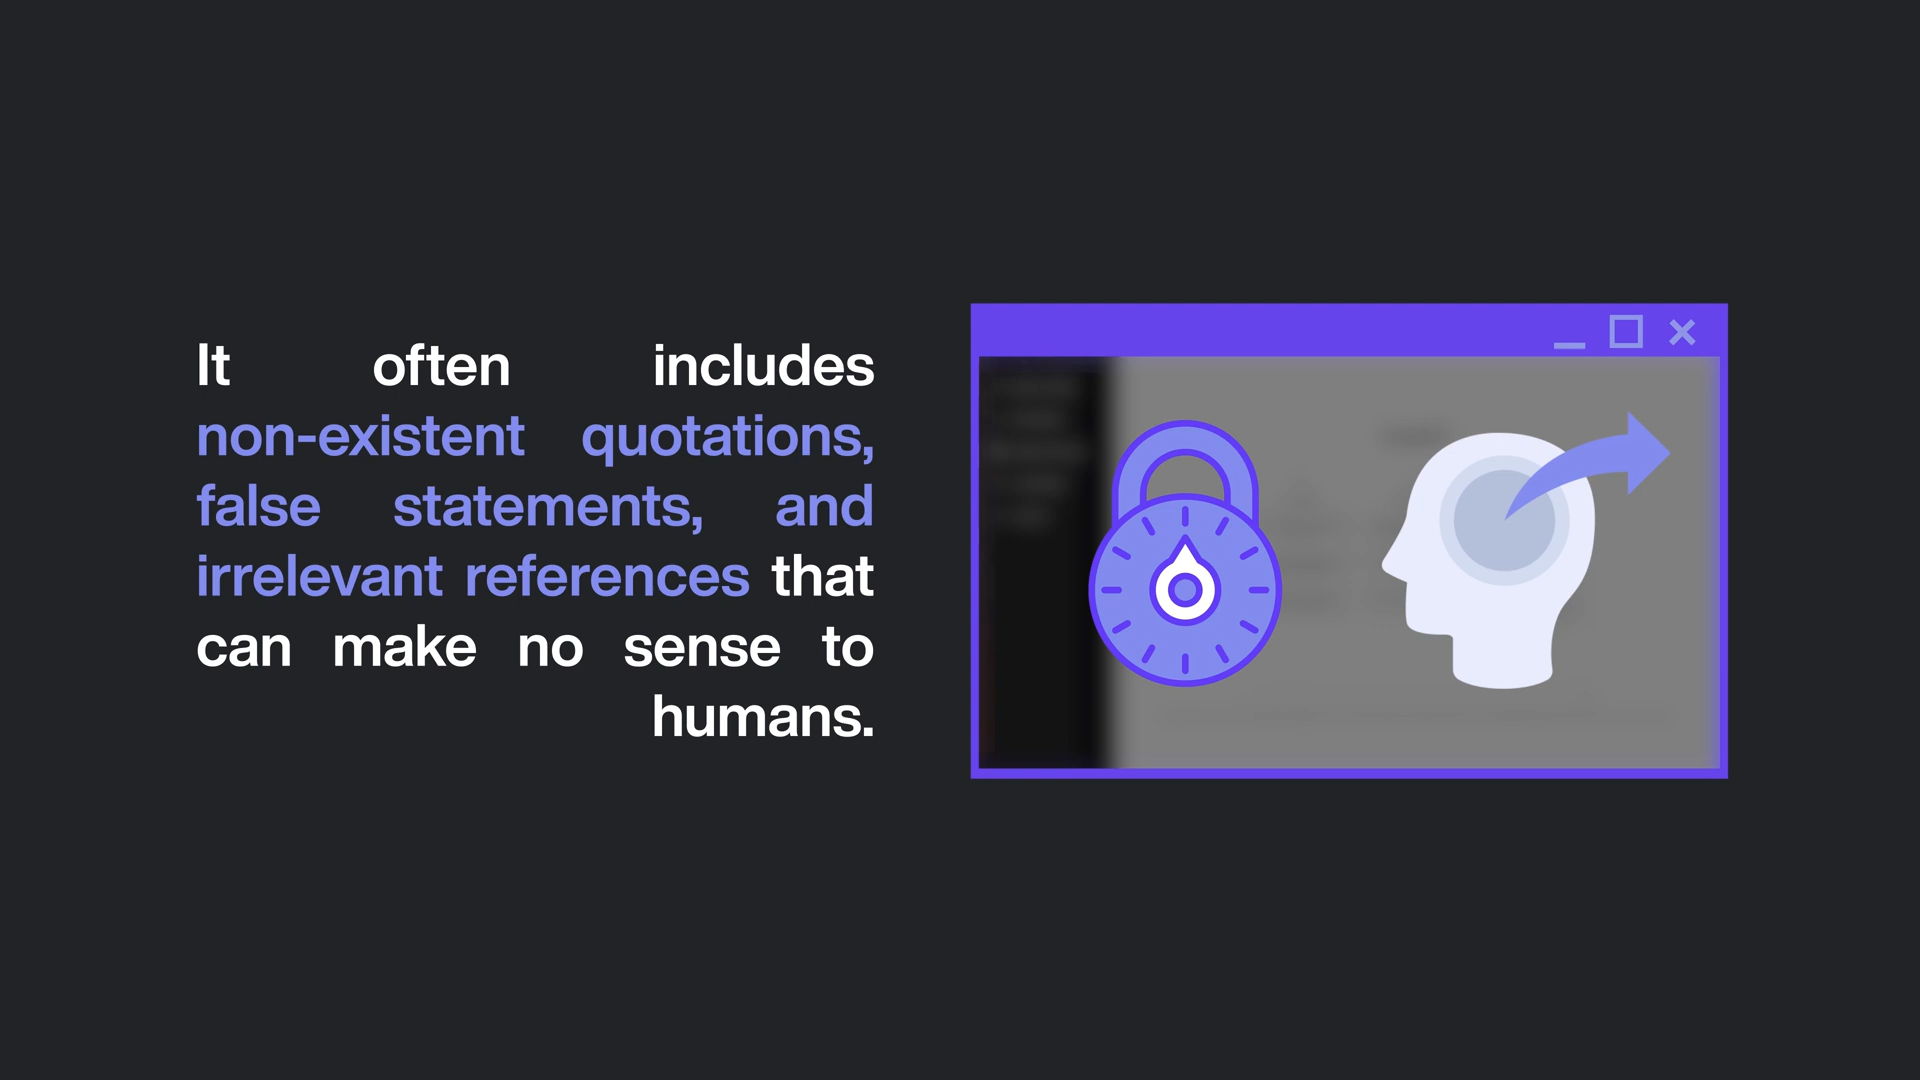 It often includes
non-existent quotations,
false statements, and
irrelevant references that
can make no sense to
humans.